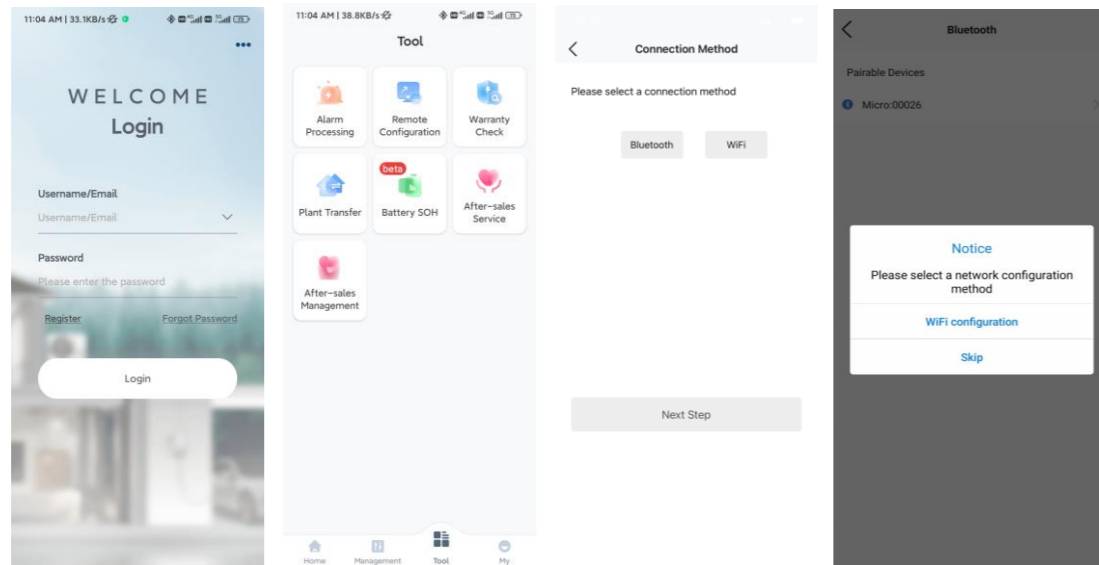 11:04 AM | 33.1KB/s
WELCOME
Login
Username/Email
Username/Email
Password
Please enter the password
Register Forgot Password
Login
11:04 AM | 38.8KB/s
Tool
Alarm
Processing
Remote
Configuration
Warranty
Check
Plant Transfer
beta
Battery SOH
After-sales
Service
After-sales
Management
Home Management Tool My
Connection Method
Please select a connection method
Bluetooth WiFi
Next Step
Bluetooth
Pairable Devices
Micro:00026
Notice
Please select a network configuration
method
WiFi configuration
Skip